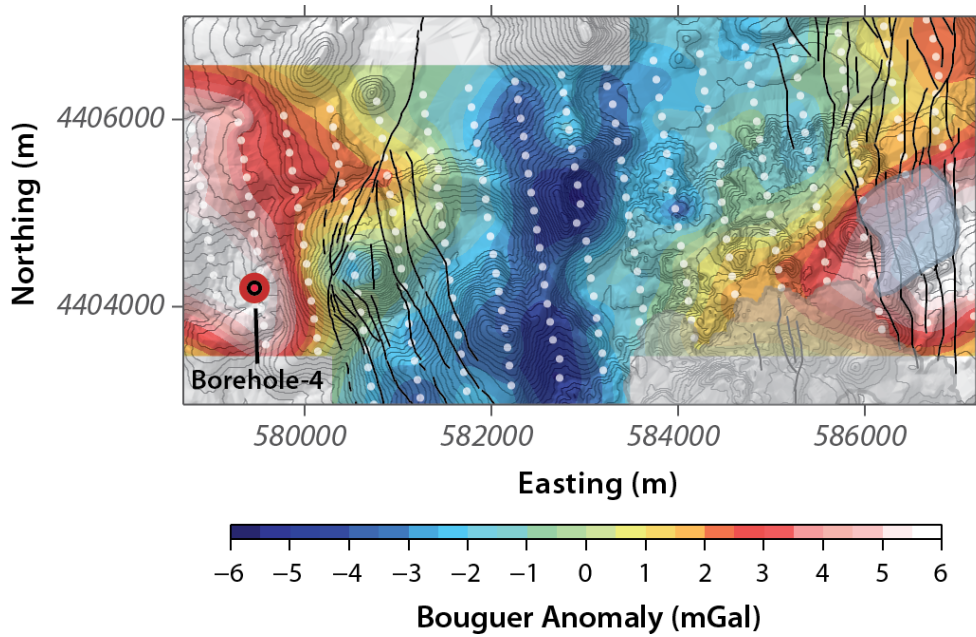 Northing (m)
4406000
4404000
Borehole-4
580000 582000 584000 586000
Easting (m)
−6 −5 −4 −3 −2 −1 0 1 2 3 4 5 6
Bouguer Anomaly (mGal)